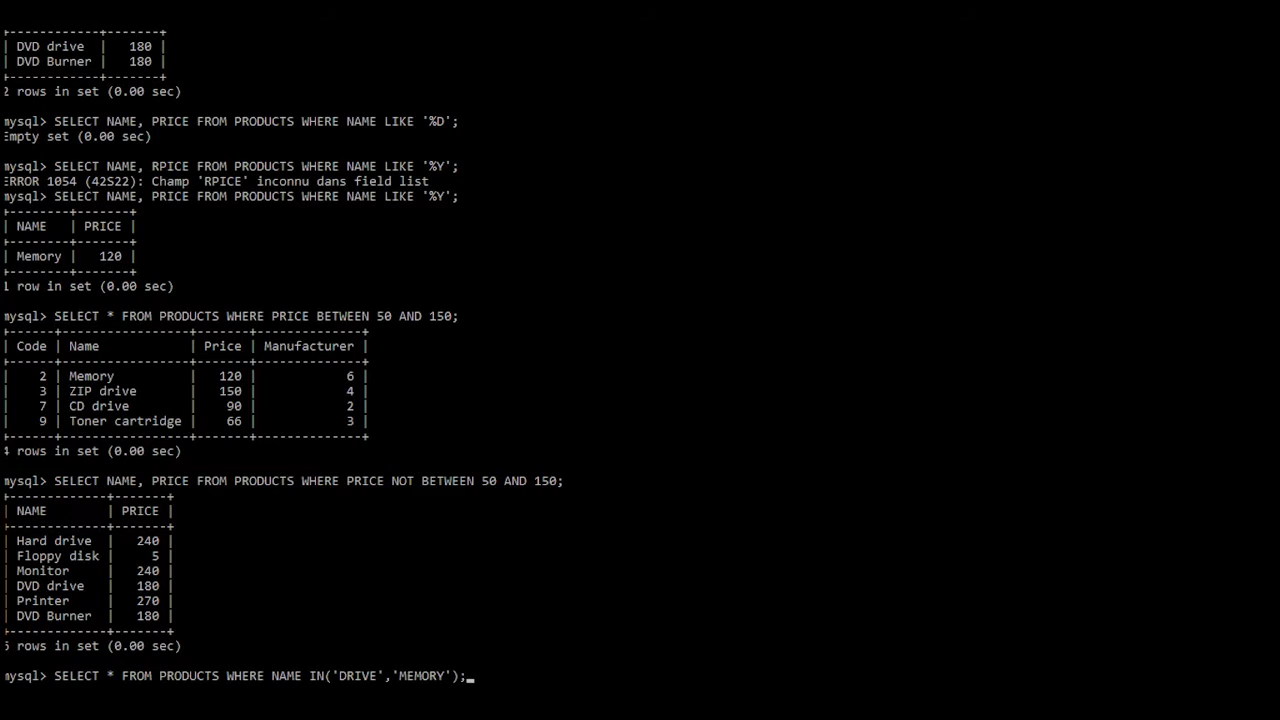 +------------+-------+
| DVD drive  |   180 |
| DVD Burner |   180 |
+------------+-------+
2 rows in set (0.00 sec)
mysql> SELECT NAME, PRICE FROM PRODUCTS WHERE NAME LIKE '%D';
Empty set (0.00 sec)
mysql> SELECT NAME, RPICE FROM PRODUCTS WHERE NAME LIKE '%Y';
ERROR 1054 (42S22): Champ 'RPICE' inconnu dans field list
mysql> SELECT NAME, PRICE FROM PRODUCTS WHERE NAME LIKE '%Y';
+--------+-------+
| NAME   | PRICE |
+--------+-------+
| Memory |   120 |
+--------+-------+
1 row in set (0.00 sec)
mysql> SELECT * FROM PRODUCTS WHERE PRICE BETWEEN 50 AND 150;
+------+-----------------+-------+--------------+
| Code | Name            | Price | Manufacturer |
+------+-----------------+-------+--------------+
|    2 | Memory          |   120 |            6 |
|    3 | ZIP drive       |   150 |            4 |
|    7 | CD drive        |    90 |            2 |
|    9 | Toner cartridge |    66 |            3 |
+------+-----------------+-------+--------------+
4 rows in set (0.00 sec)
mysql> SELECT NAME, PRICE FROM PRODUCTS WHERE PRICE NOT BETWEEN 50 AND 150;
+-------------+-------+
| NAME        | PRICE |
+-------------+-------+
| Hard drive  |   240 |
| Floppy disk |     5 |
| Monitor     |   240 |
| DVD drive   |   180 |
| Printer     |   270 |
| DVD Burner  |   180 |
+-------------+-------+
6 rows in set (0.00 sec)
mysql> SELECT * FROM PRODUCTS WHERE NAME IN('DRIVE','MEMORY');_